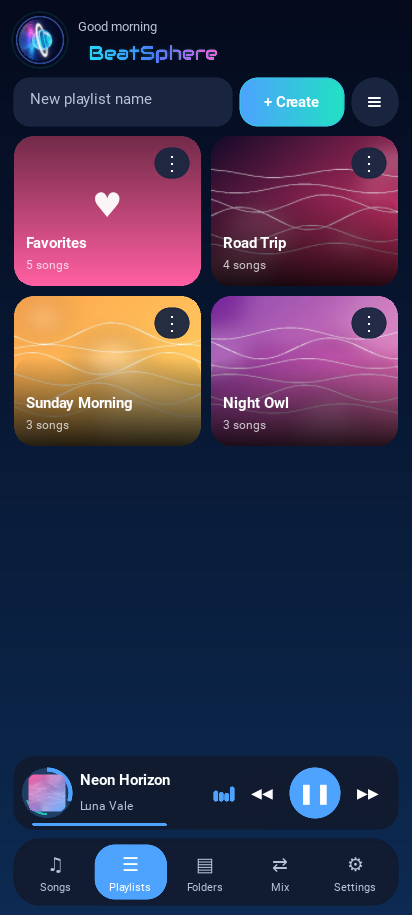 Good morning
BeatSphere
New playlist name
+ Create
Favorites
5 songs
Road Trip
4 songs
Sunday Morning
3 songs
Night Owl
3 songs
Neon Horizon
Luna Vale
Songs
Playlists
Folders
Mix
Settings